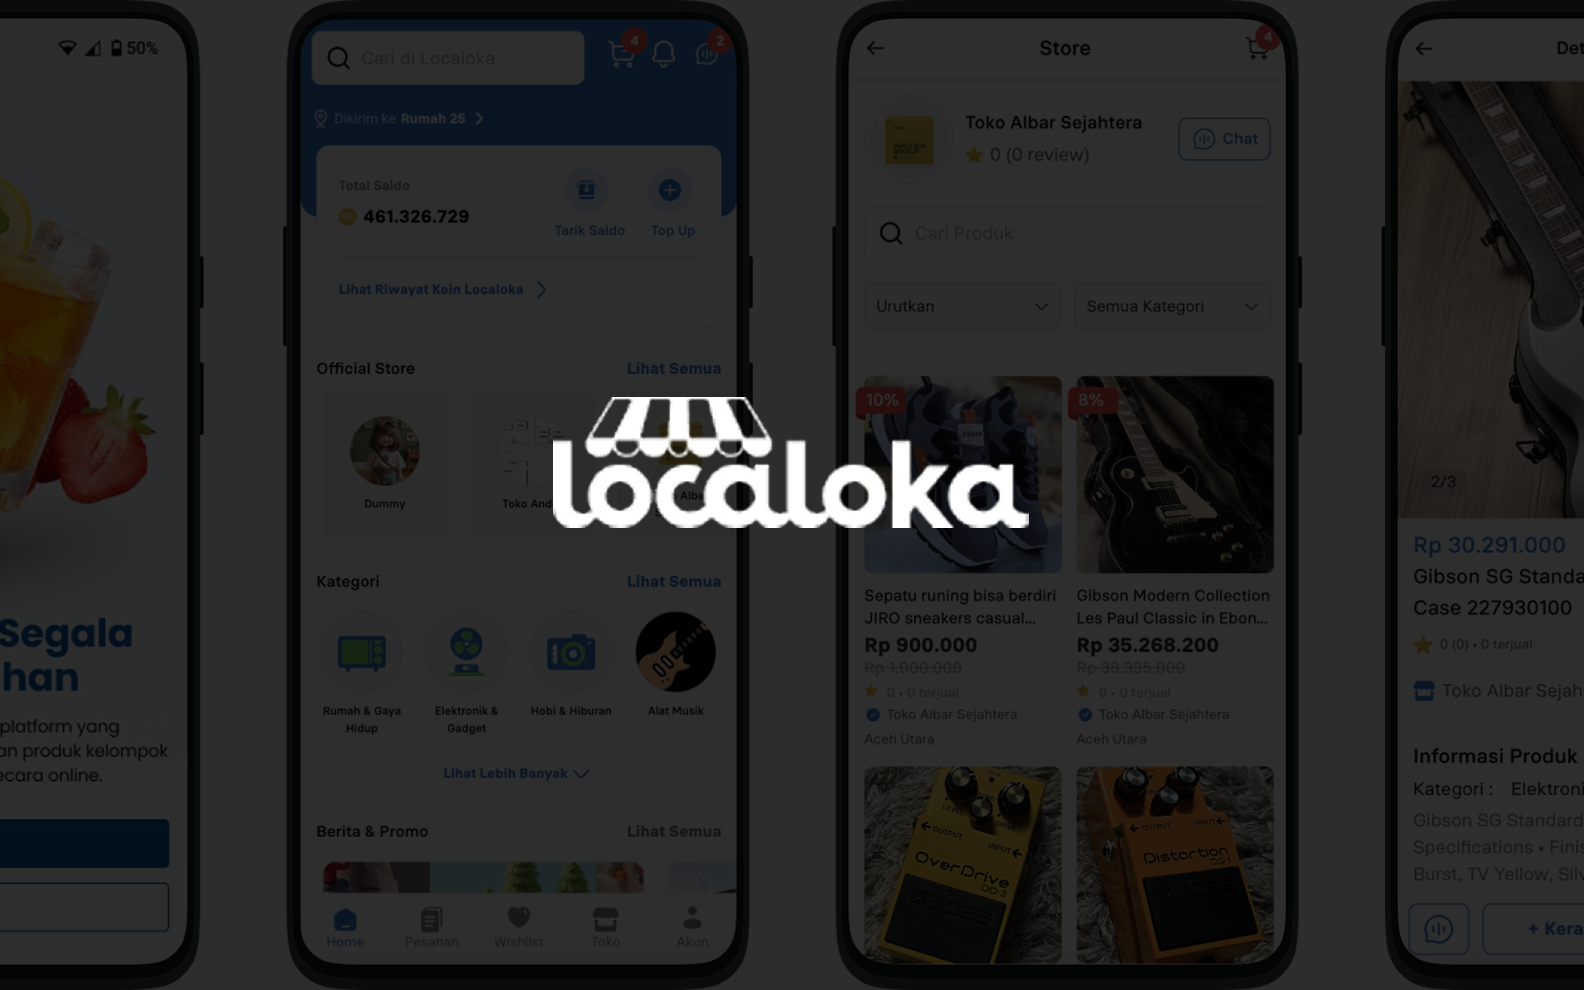 50%
Segala
han
platform yang
an produk kelompok
ecara online.
Cari di Localoka
4
2
Dikirim ke Rumah 25
Total Saldo
461.326.729
Tarik Saldo
Top Up
Lihat Riwayat Koin Localoka
Official Store
Lihat Semua
Dummy
Toko And
Alba
Kategori
Lihat Semua
Rumah & Gaya
Hidup
Elektronik &
Gadget
Hobi & Hiburan
Alat Musik
Lihat Lebih Banyak
Berita & Promo
Lihat Semua
Home
Pesanan
Wishlist
Toko
Akun
localoka
Store
4
Toko Albar Sejahtera
0 (0 review)
Chat
Cari Produk
Urutkan
Semua Kategori
10%
Sepatu runing bisa berdiri
JIRO sneakers casual...
Rp 900.000
Rp 1.000.000
0 • 0 terjual
Toko Albar Sejahtera
Aceh Utara
8%
Gibson Modern Collection
Les Paul Classic in Ebon...
Rp 35.268.200
Rp 38.335.000
0 • 0 terjual
Toko Albar Sejahtera
Aceh Utara
LEVEL
DRIVE
OUTPUT
INPUT
OverDrive
OD-3
BOSS
OUTPUT
INPUT
Distortion
DS-1
Det
2/3
Rp 30.291.000
Gibson SG Standa
Case 227930100
0 (0) • 0 terjual
Toko Albar Sejah
Informasi Produk
Kategori :   Elektroni
Gibson SG Standard
Specifications • Finis
Burst, TV Yellow, Silv
+ Kera